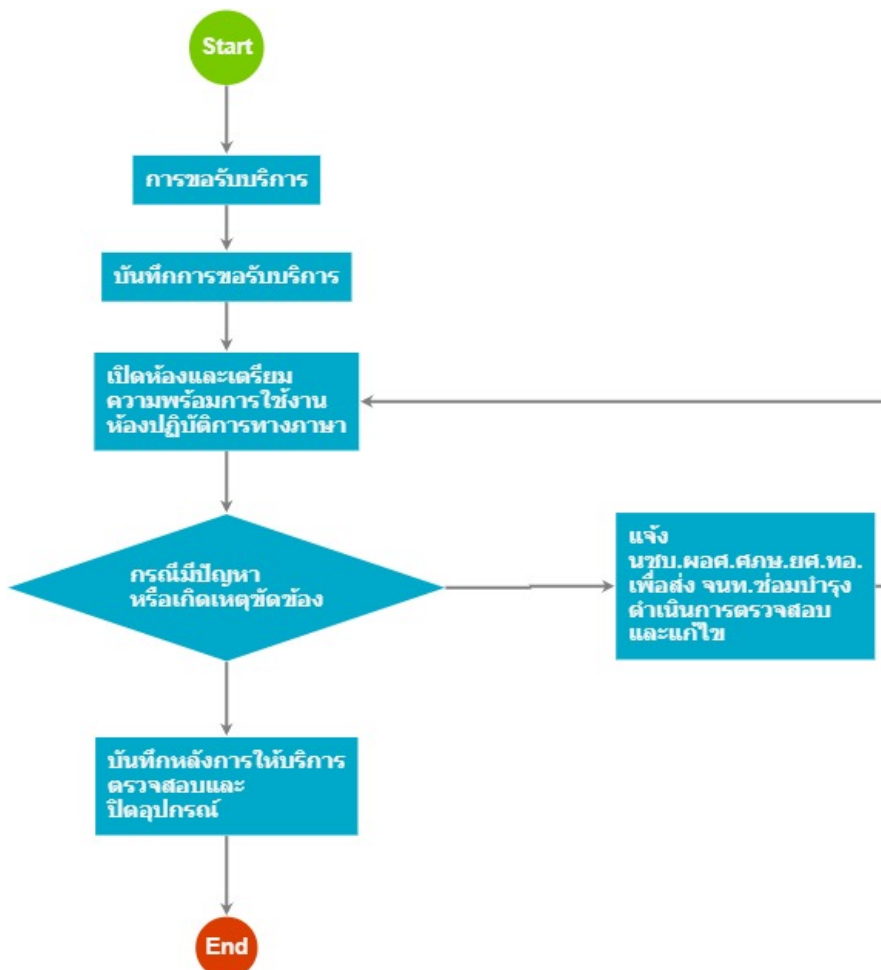 Start
การขอรับบริการ
บันทึกการขอรับบริการ
เปิดห้องและเตรียม
ความพร้อมการใช้งาน
ห้องปฏิบัติการทางภาษา
กรณีมีปัญหา
หรือเกิดเหตุขัดข้อง
แจ้ง
นชบ.ผอศ.ศภษ.ยศ.ทอ.
เพื่อส่ง จนท.ซ่อมบำรุง
ดำเนินการตรวจสอบ
และแก้ไข
บันทึกหลังการให้บริการ
ตรวจสอบและ
ปิดอุปกรณ์
End